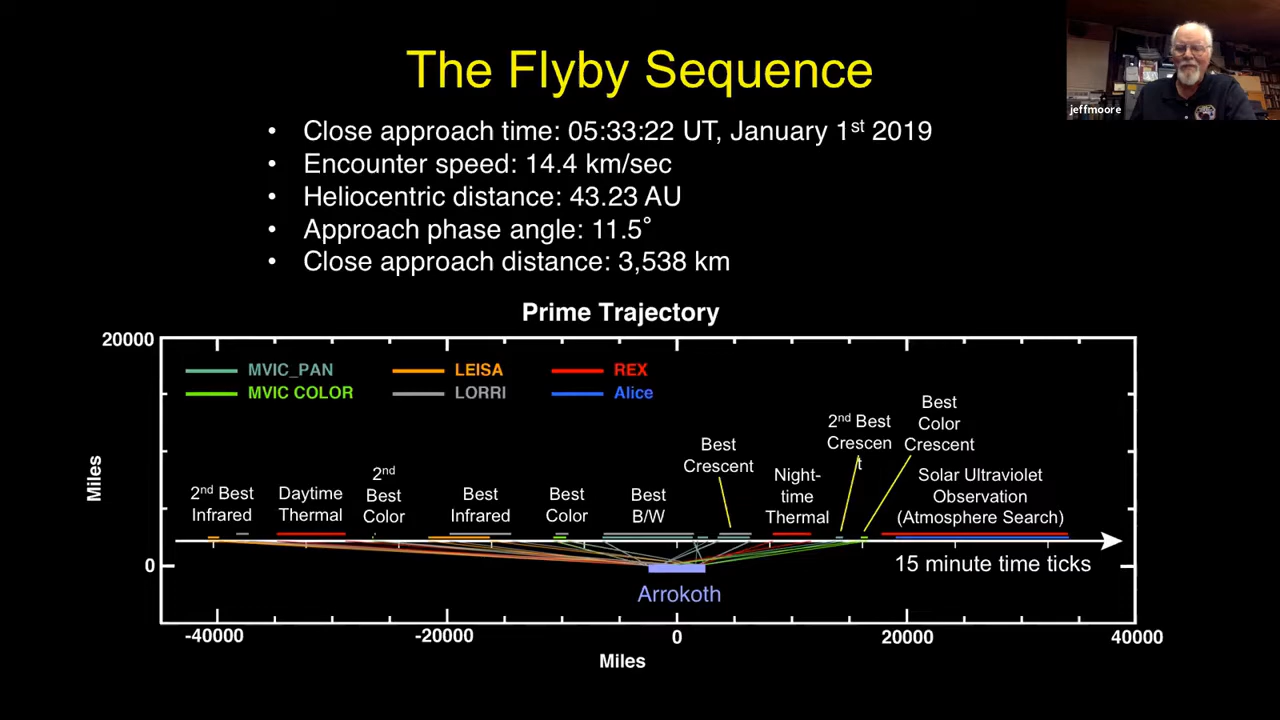 The Flyby Sequence
jeffmoore
• Close approach time: 05:33:22 UT, January 1st 2019
• Encounter speed: 14.4 km/sec
• Heliocentric distance: 43.23 AU
• Approach phase angle: 11.5°
• Close approach distance: 3,538 km
Prime Trajectory
20000
MVIC_PAN
LEISA
REX
MVIC COLOR
LORRI
Alice
Miles
2nd Best
Infrared
Daytime
Thermal
2nd
Best
Color
Best
Infrared
Best
Color
Best
B/W
Best
Crescent
Night-
time
Thermal
2nd Best
Crescen
t
Best
Color
Crescent
Solar Ultraviolet
Observation
(Atmosphere Search)
0
15 minute time ticks
Arrokoth
-40000
-20000
0
20000
40000
Miles